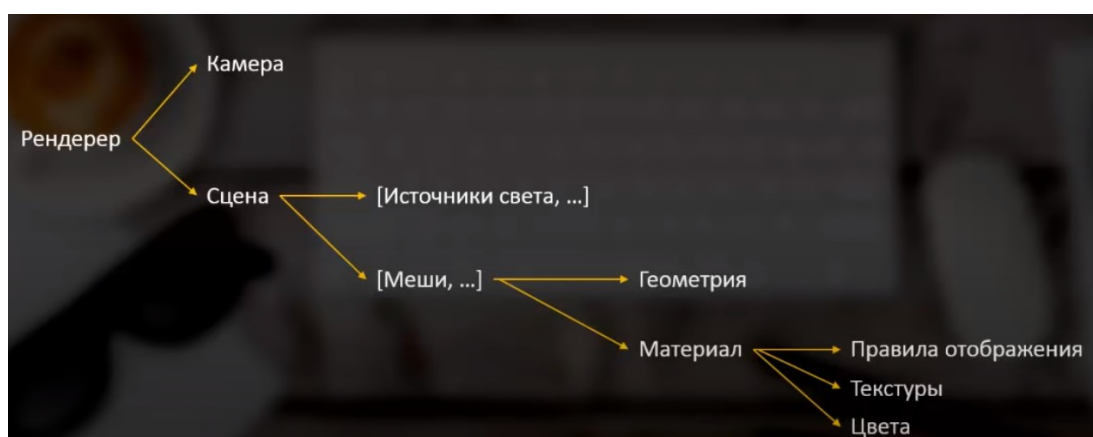 Камера
Рендерер
Сцена
[Источники света, ...]
[Меши, ...]
Геометрия
Материал
Правила отображения
Текстуры
Цвета